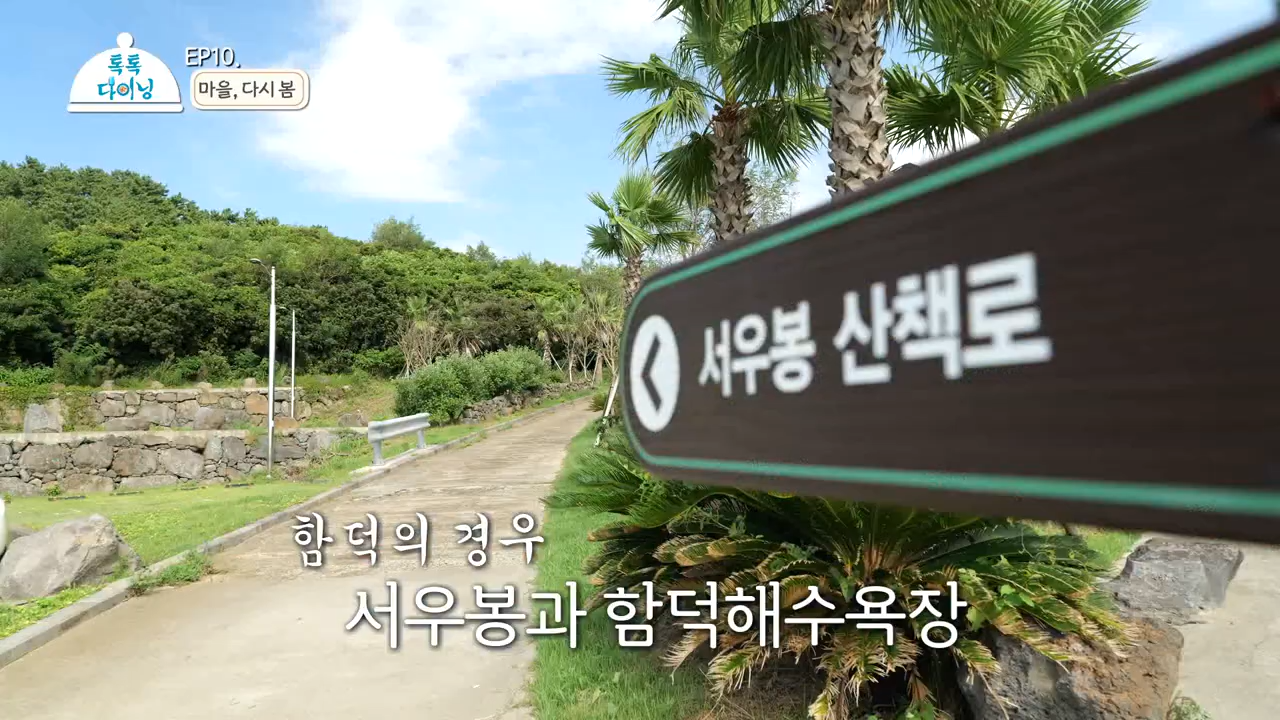 톡톡
다이닝
EP10.
마을, 다시 봄
서우봉 산책로
함덕의 경우
서우봉과 함덕해수욕장